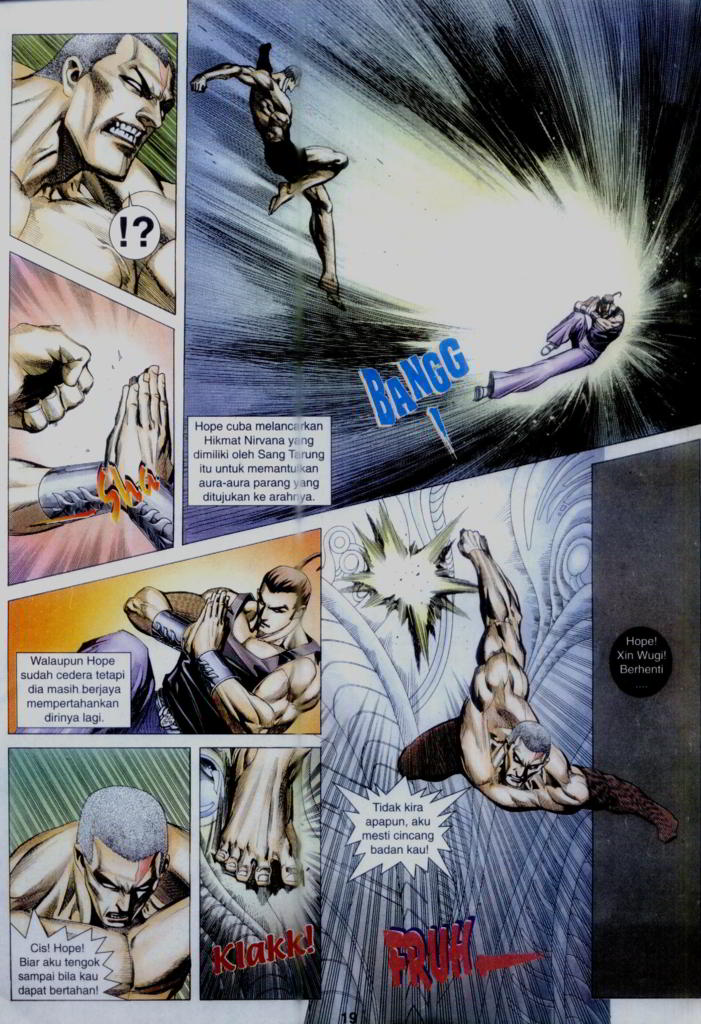 !?
BANGG
!
Hope cuba melancarkan
Hikmat Nirvana yang
dimiliki oleh Sang Tarung
itu untuk memantulkan
aura-aura parang yang
ditujukan ke arahnya.
Sha
Walaupun Hope
sudah cedera tetapi
dia masih berjaya
mempertahankan
dirinya lagi.
Hope!
Xin Wugi!
Berhenti
....
Tidak kira
apapun, aku
mesti cincang
badan kau!
Cis! Hope!
Biar aku tengok
sampai bila kau
dapat bertahan!
Klakk!
FRUH
19